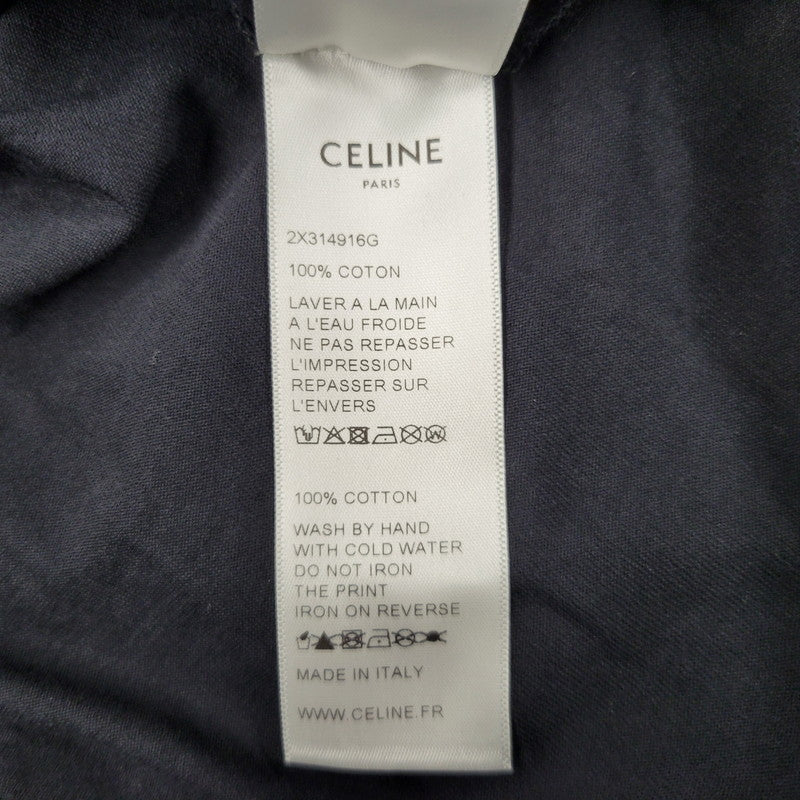 CELINE
PARIS
2X314916G
100% COTON
LAVER A LA MAIN
A L'EAU FROIDE
NE PAS REPASSER
L'IMPRESSION
REPASSER SUR
L'ENVERS
100% COTTON
WASH BY HAND
WITH COLD WATER
DO NOT IRON
THE PRINT
IRON ON REVERSE
MADE IN ITALY
WWW.CELINE.FR